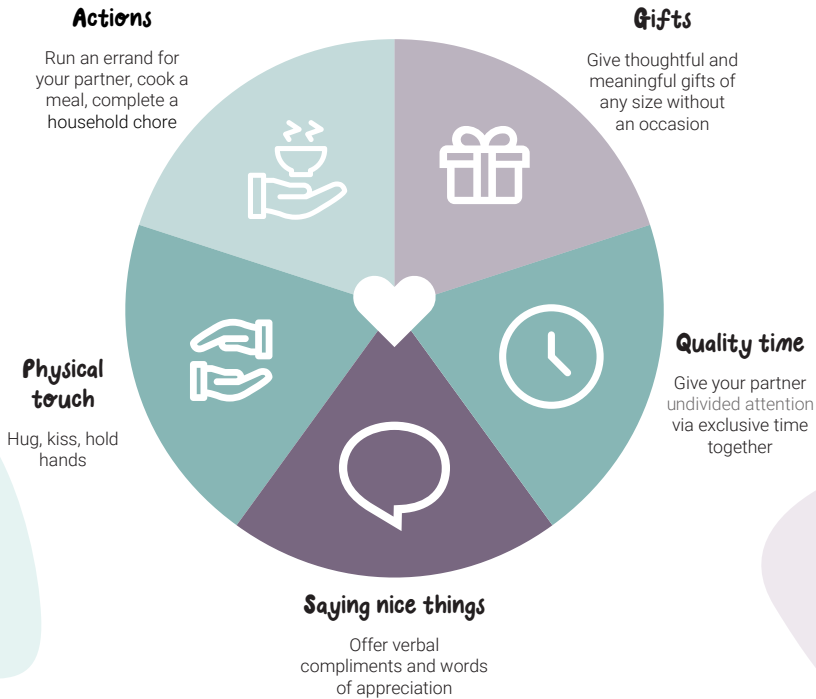 Actions
Run an errand for
your partner, cook a
meal, complete a
household chore
Gifts
Give thoughtful and
meaningful gifts of
any size without
an occasion
Quality time
Give your partner
undivided attention
via exclusive time
together
Physical
touch
Hug, kiss, hold
hands
Saying nice things
Offer verbal
compliments and words
of appreciation